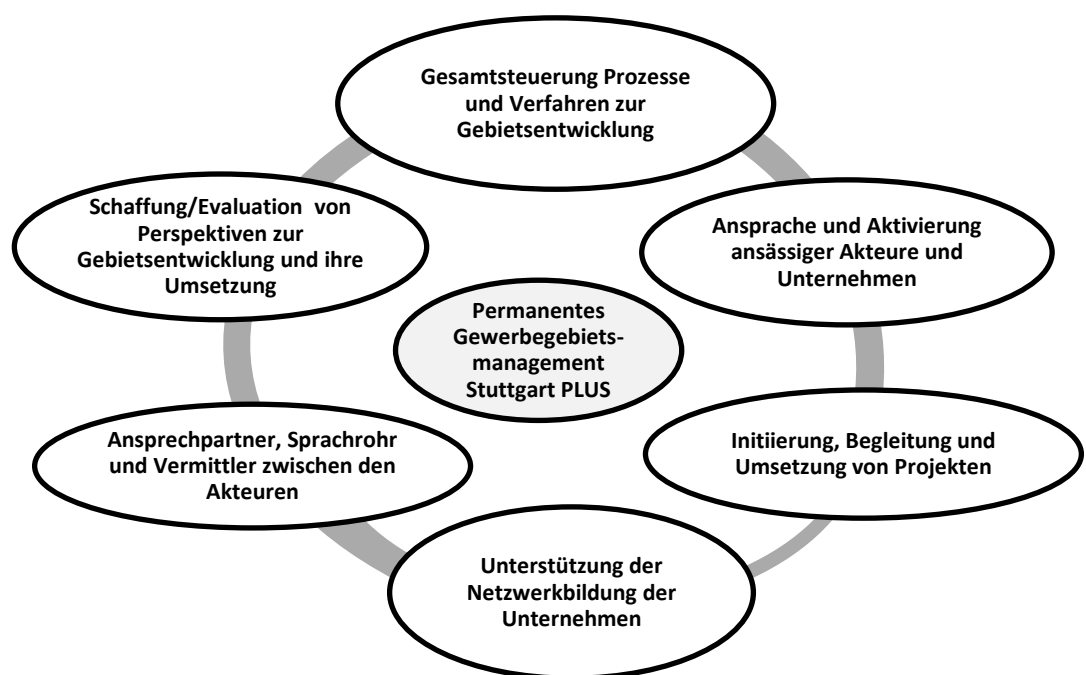 Gesamtsteuerung Prozesse
und Verfahren zur
Gebietsentwicklung
Schaffung/Evaluation von
Perspektiven zur
Gebietsentwicklung und ihre
Umsetzung
Ansprache und Aktivierung
ansässiger Akteure und
Unternehmen
Permanentes
Gewerbegebiets-
management
Stuttgart PLUS
Ansprechpartner, Sprachrohr
und Vermittler zwischen den
Akteuren
Initiierung, Begleitung und
Umsetzung von Projekten
Unterstützung der
Netzwerkbildung der
Unternehmen